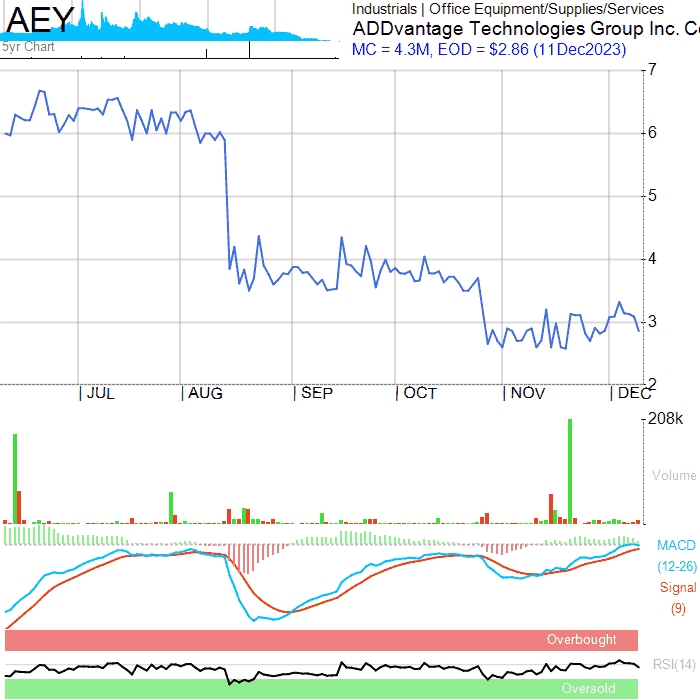 AEY
5yr Chart
Industrials | Office Equipment/Supplies/Services
ADDvantage Technologies Group Inc. Co
MC = 4.3M, EOD = $2.86 (11Dec2023)
7
6
5
4
3
2
JUL
AUG
SEP
OCT
NOV
DEC
208k
Volume
MACD
(12-26)
Signal
(9)
Overbought
RSI(14)
Oversold